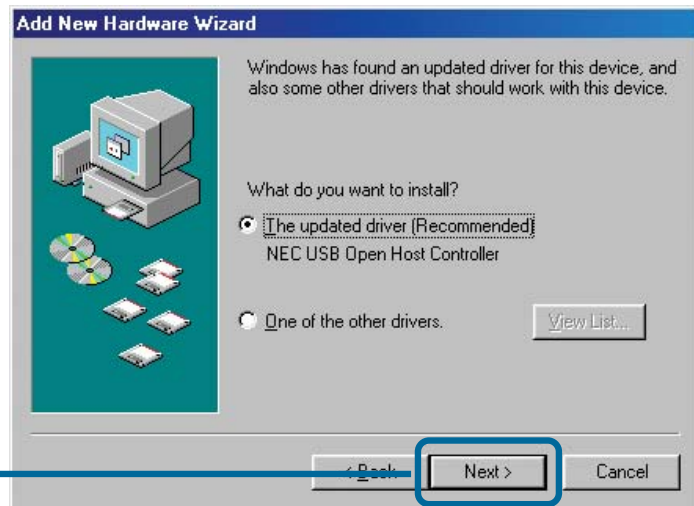 Add New Hardware Wizard
Windows has found an updated driver for this device, and
also some other drivers that should work with this device.
What do you want to install?
The updated driver (Recommended)
NEC USB Open Host Controller
One of the other drivers.
View List...
< Back
Next >
Cancel